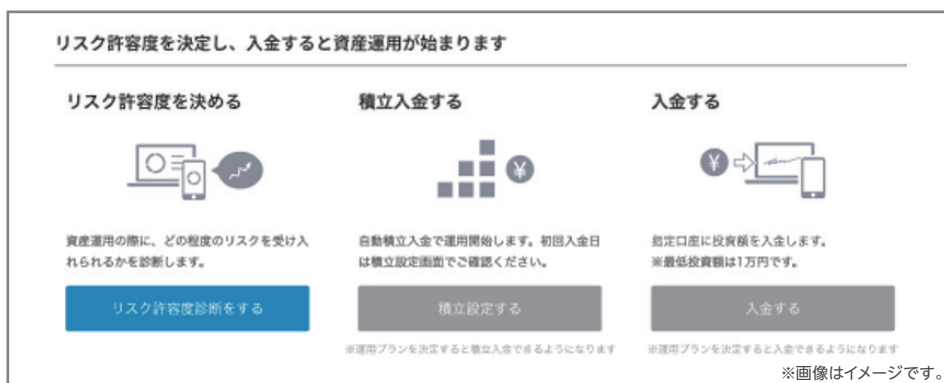 リスク許容度を決定し、入金すると資産運用が始まります
リスク許容度を決める
資産運用の際に、どの程度のリスクを受け入
れられるかを診断します。
リスク許容度診断をする
積立入金する
¥
自動積立入金で運用開始します。初回入金日
は積立設定画面でご確認ください。
積立設定する
※運用プランを決定すると積立入金できるようになります
入金する
¥
指定口座に投資額を入金します。
※最低投資額は1万円です。
入金する
※運用プランを決定すると入金できるようになります
※画像はイメージです。